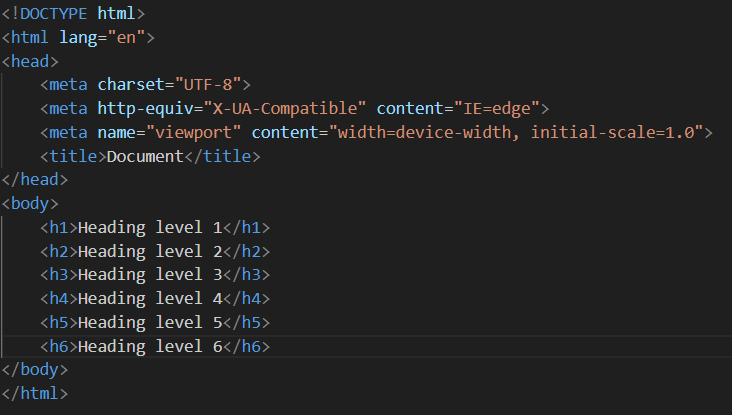 <!DOCTYPE html>
<html lang="en">
<head>
    <meta charset="UTF-8">
    <meta http-equiv="X-UA-Compatible" content="IE=edge">
    <meta name="viewport" content="width=device-width, initial-scale=1.0">
    <title>Document</title>
</head>
<body>
    <h1>Heading level 1</h1>
    <h2>Heading level 2</h2>
    <h3>Heading level 3</h3>
    <h4>Heading level 4</h4>
    <h5>Heading level 5</h5>
    <h6>Heading level 6</h6>
</body>
</html>